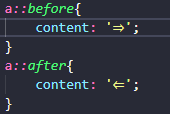 a::before{
    content: '⇒';
}
a::after{
    content: '⇐';
}